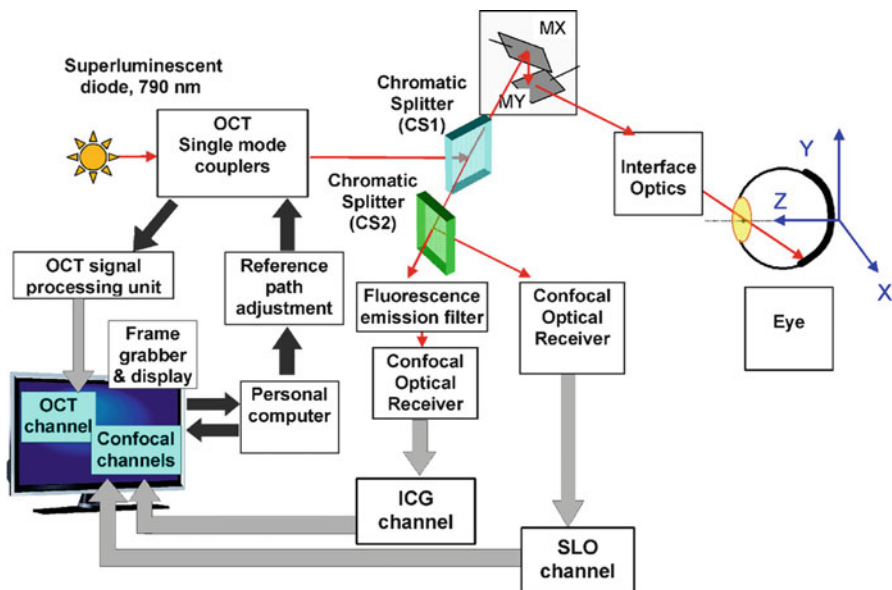 Superluminescent
diode, 790 nm
OCT
Single mode
couplers
Chromatic
Splitter
(CS1)
MX
MY
Chromatic
Splitter
(CS2)
Interface
Optics
Y
Z
X
OCT signal
processing unit
Reference
path
adjustment
Fluorescence
emission filter
Confocal
Optical
Receiver
Eye
Frame
grabber
& display
Confocal
Optical
Receiver
Personal
computer
OCT
channel
Confocal
channels
ICG
channel
SLO
channel